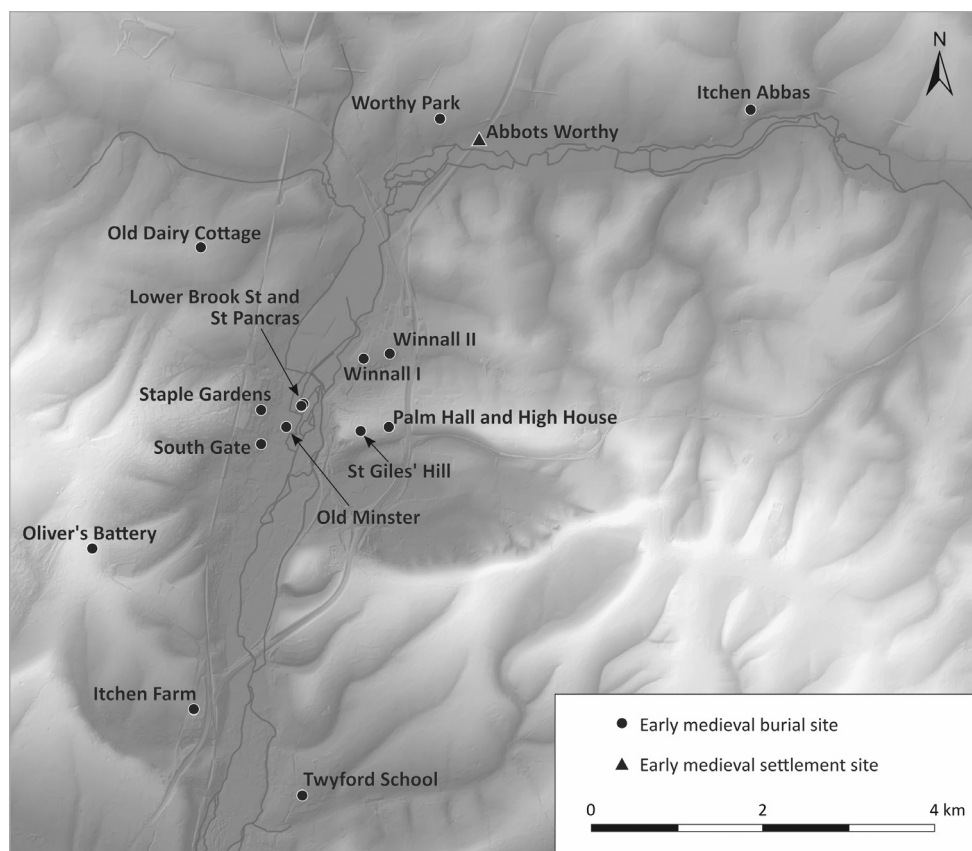 N
Itchen Abbas
Worthy Park
Abbots Worthy
Old Dairy Cottage
Lower Brook St and
St Pancras
Winnall II
Winnall I
Staple Gardens
Palm Hall and High House
South Gate
St Giles' Hill
Old Minster
Oliver's Battery
Itchen Farm
Twyford School
Early medieval burial site
Early medieval settlement site
0 2 4 km